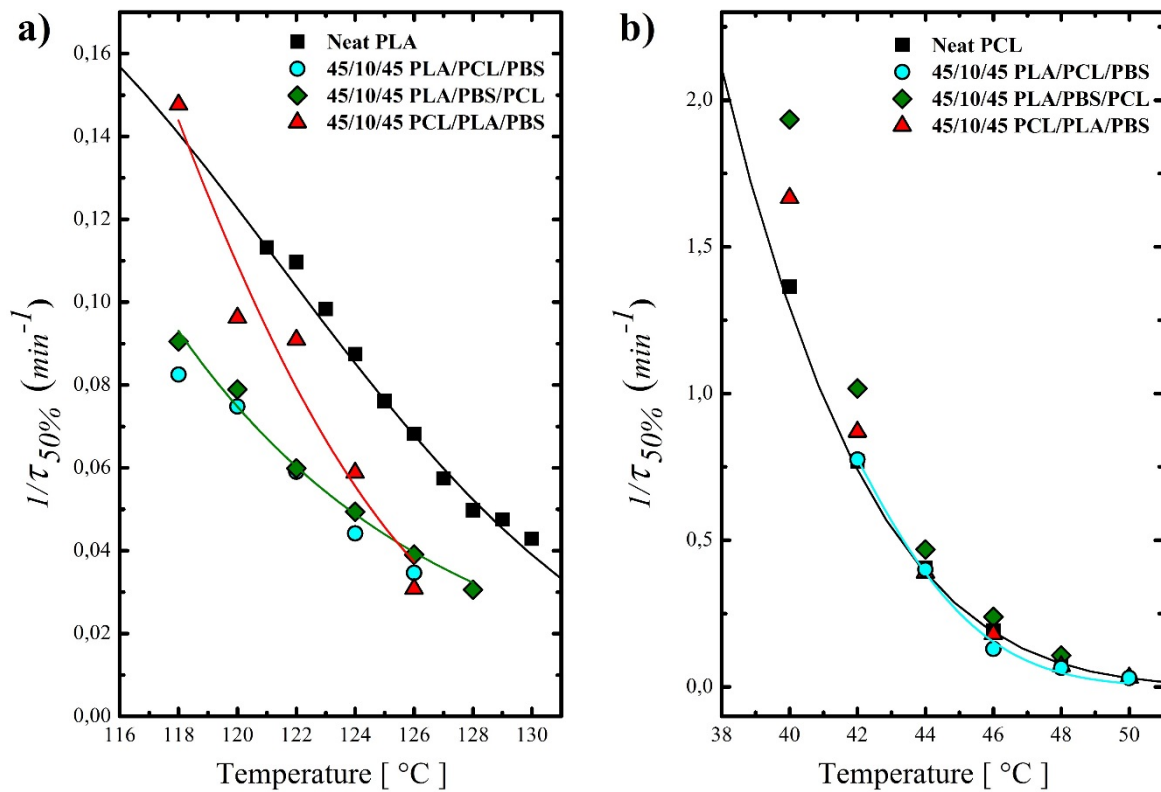 a)
Neat PLA
45/10/45 PLA/PCL/PBS
45/10/45 PLA/PBS/PCL
45/10/45 PCL/PLA/PBS
0,16
0,14
0,12
0,10
0,08
0,06
0,04
0,02
0,00
1/τ50% (min-1)
116 118 120 122 124 126 128 130
Temperature [ °C]
b)
Neat PCL
45/10/45 PLA/PCL/PBS
45/10/45 PLA/PBS/PCL
45/10/45 PCL/PLA/PBS
2,0
1,5
1,0
0,5
0,0
1/τ50% (min-1)
38 40 42 44 46 48 50
Temperature [ °C]